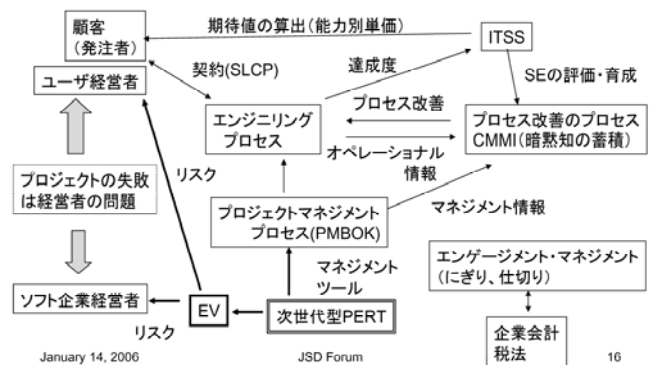 期待値の算出(能力別単価)
顧客
(発注者)
ITSS
ユーザ経営者
契約(SLCP)
達成度
SEの評価・育成
プロセス改善
エンジニリング
プロセス
プロセス改善のプロセス
CMMI(暗黙知の蓄積)
オペレーショナル
情報
プロジェクトの失敗
は経営者の問題
リスク
プロジェクトマネジメント
プロセス(PMBOK)
マネジメント情報
エンゲージメント・マネジメント
(にぎり、仕切り)
マネジメント
ツール
ソフト企業経営者
EV
次世代型PERT
リスク
企業会計
税法
January 14, 2006
JSD Forum
16